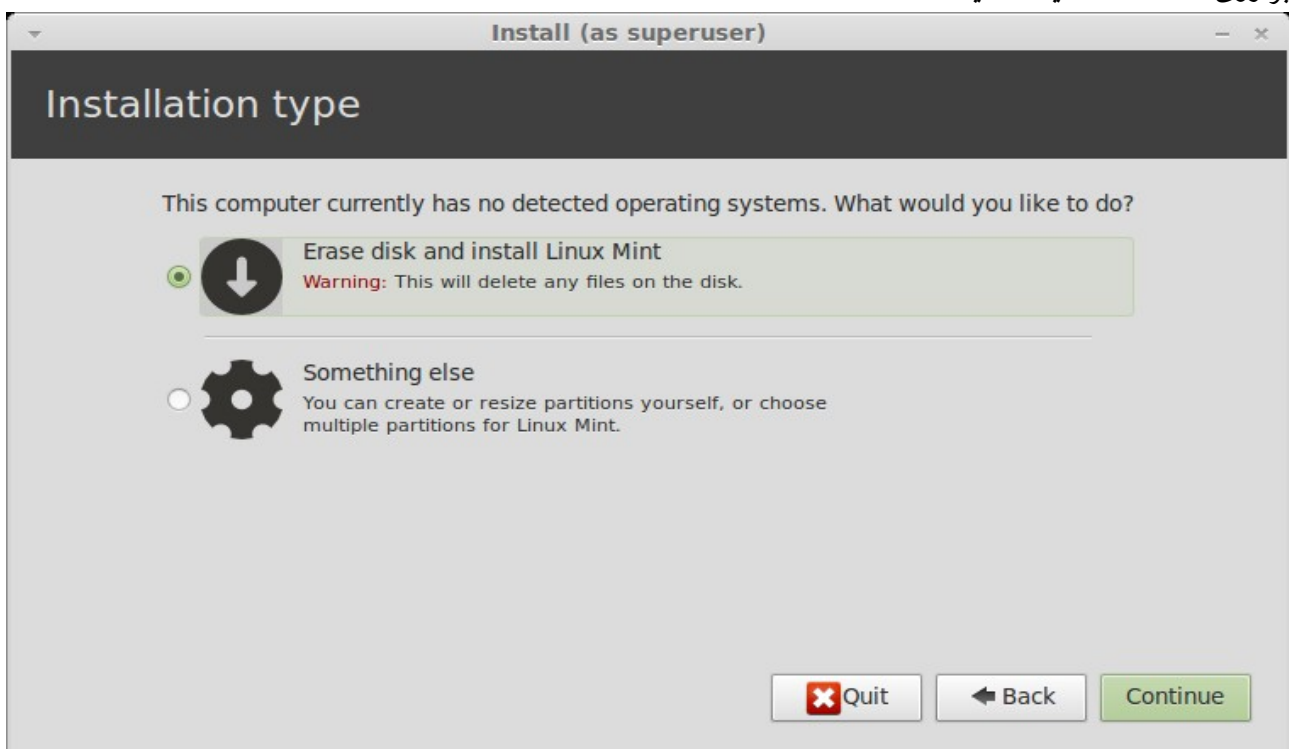 Install (as superuser)
Installation type
This computer currently has no detected operating systems. What would you like to do?
Erase disk and install Linux Mint
Warning: This will delete any files on the disk.
Something else
You can create or resize partitions yourself, or choose
multiple partitions for Linux Mint.
Quit
Back
Continue